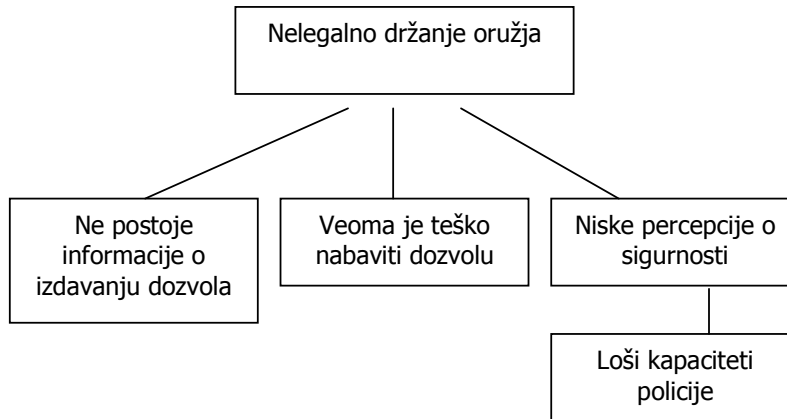 Nelegalno držanje oružja
Ne postoje
informacije o
izdavanju dozvola
Veoma je teško
nabaviti dozvolu
Niske percepcije o
sigurnosti
Loši kapaciteti
policije